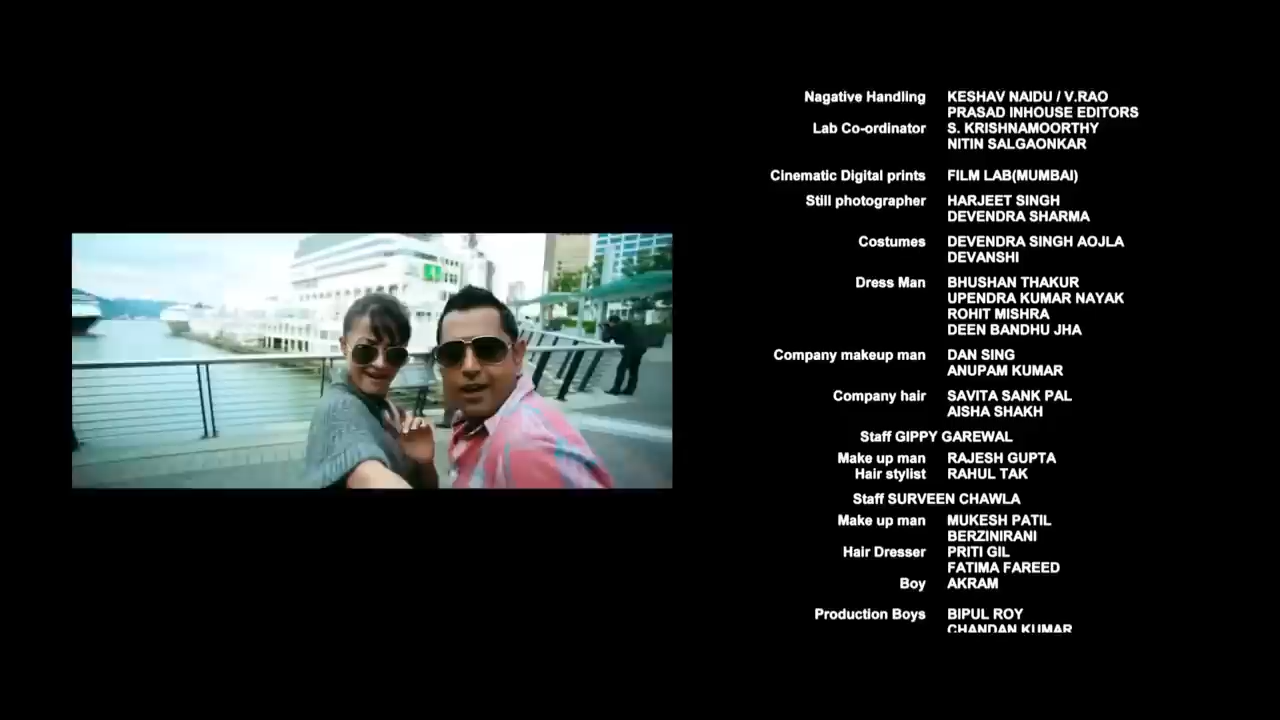 Nagative Handling KESHAV NAIDU / V.RAO
PRASAD INHOUSE EDITORS
Lab Co-ordinator S. KRISHNAMOORTHY
NITIN SALGAONKAR
Cinematic Digital prints FILM LAB(MUMBAI)
Still photographer HARJEET SINGH
DEVENDRA SHARMA
Costumes DEVENDRA SINGH AOJLA
DEVANSHI
Dress Man BHUSHAN THAKUR
UPENDRA KUMAR NAYAK
ROHIT MISHRA
DEEN BANDHU JHA
Company makeup man DAN SING
ANUPAM KUMAR
Company hair SAVITA SANK PAL
AISHA SHAKH
Staff GIPPY GAREWAL
Make up man RAJESH GUPTA
Hair stylist RAHUL TAK
Staff SURVEEN CHAWLA
Make up man MUKESH PATIL
BERZINIRANI
Hair Dresser PRITI GIL
FATIMA FAREED
Boy AKRAM
Production Boys BIPUL ROY
CHANDAN KUMAR